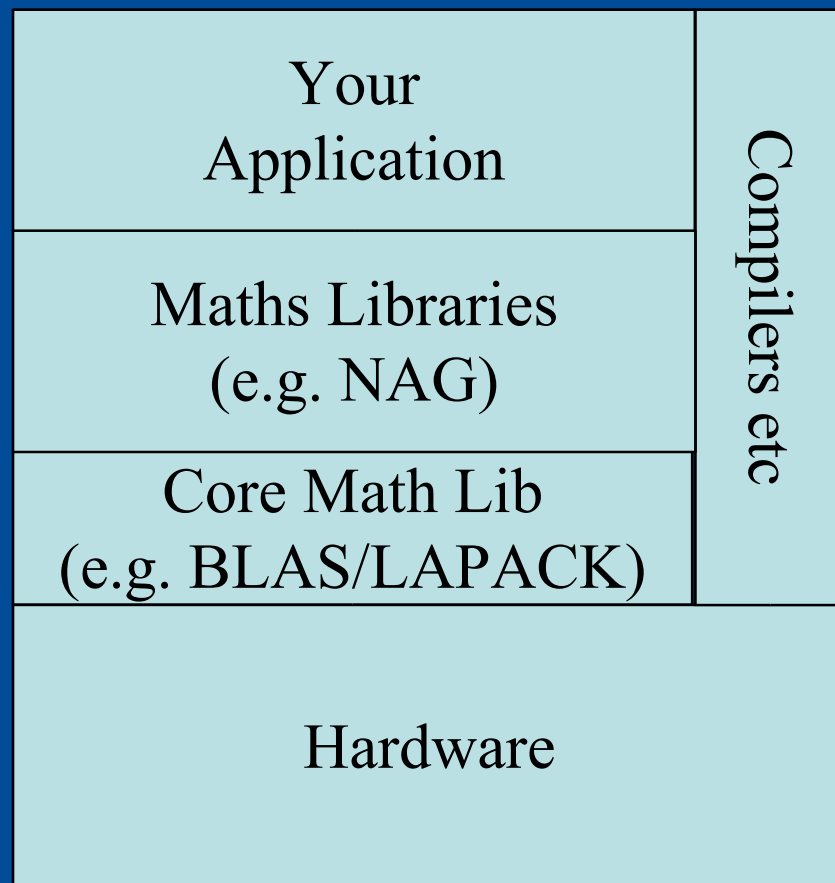 Your
Application
Compilers etc
Maths Libraries
(e.g. NAG)
Core Math Lib
(e.g. BLAS/LAPACK)
Hardware